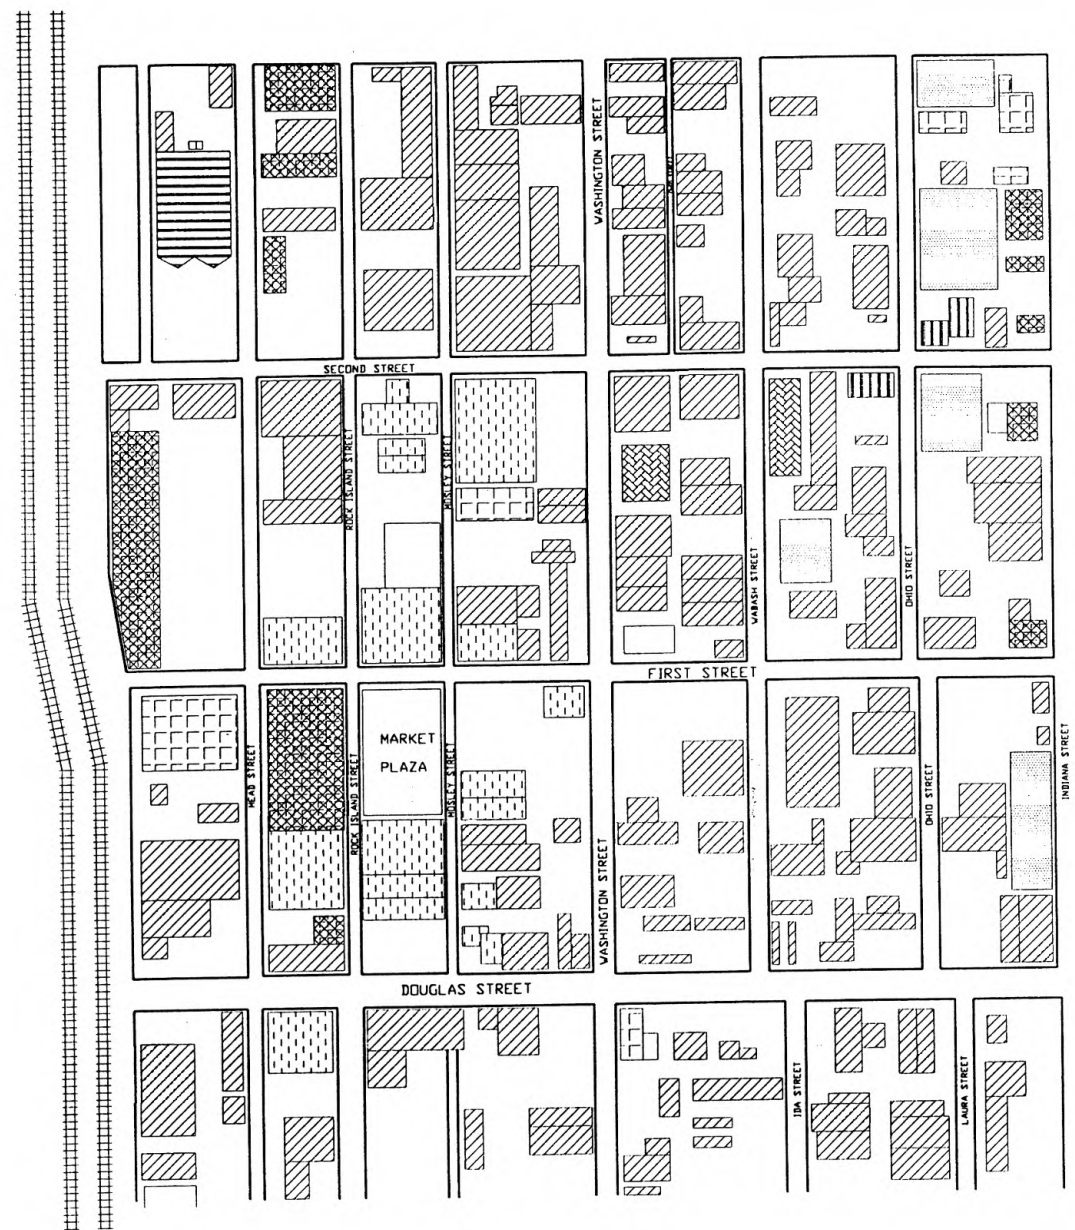 WASHINGTON STREET
SECOND STREET
ROCK ISLAND STREET
MOSLEY STREET
WABASH STREET
OHIO STREET
FIRST STREET
MARKET
PLAZA
MEAD STREET
ROCK ISLAND STREET
MOSLEY STREET
WASHINGTON STREET
OHIO STREET
INDIANA STREET
DOUGLAS STREET
IDA STREET
LAURA STREET